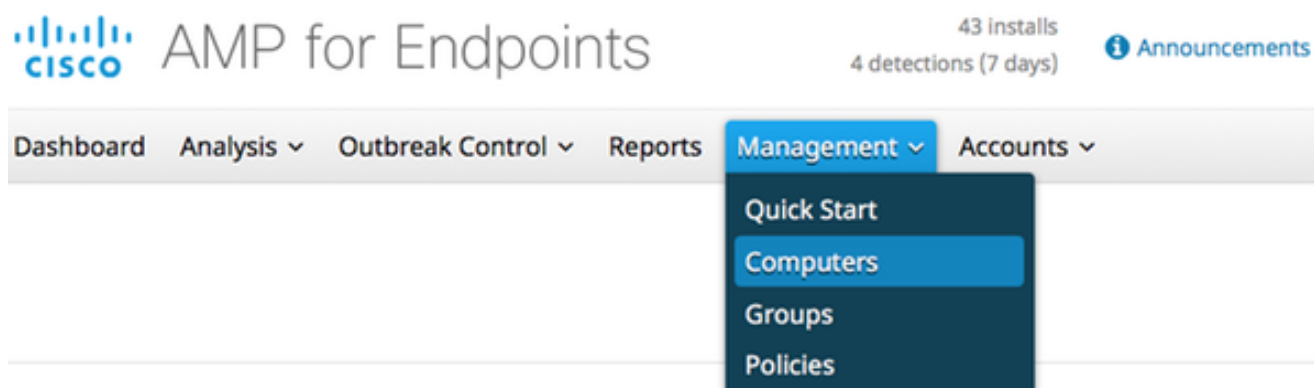 CISCO AMP for Endpoints
43 installs
4 detections (7 days)
Announcements
Dashboard Analysis Outbreak Control Reports Management Accounts
Quick Start
Computers
Groups
Policies